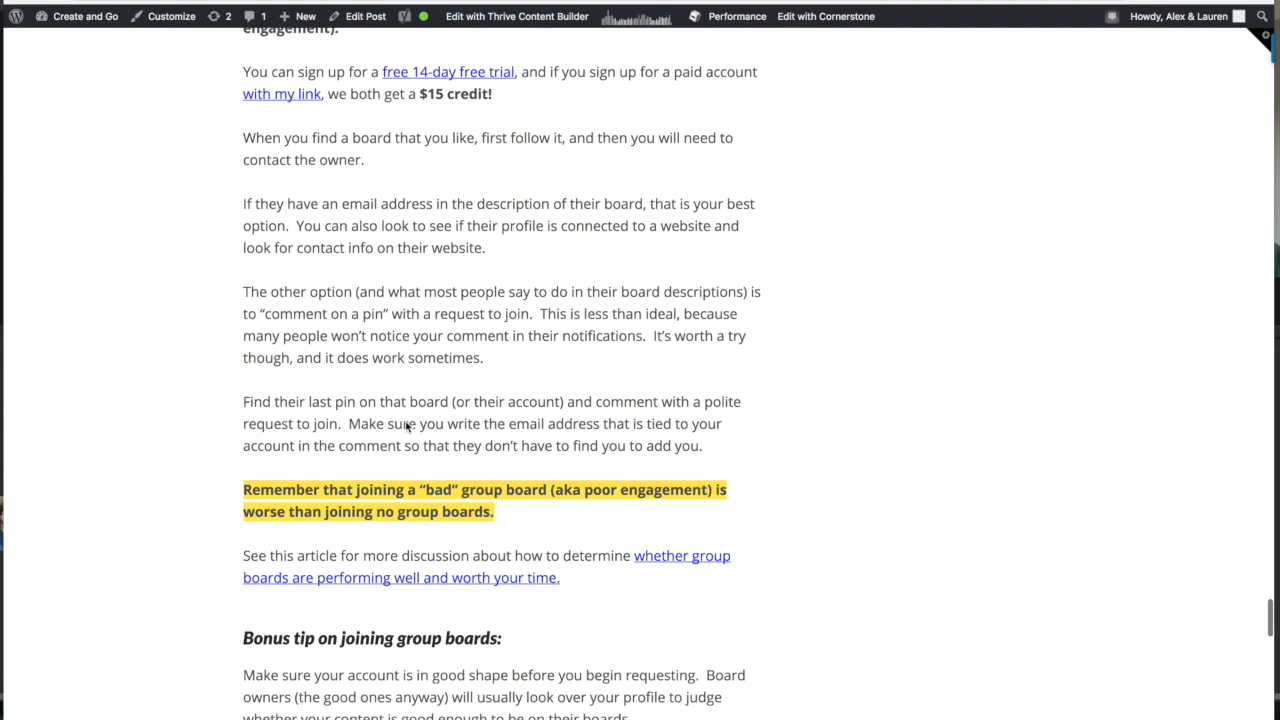 Create and Go Customize 2 1 New Edit Post Edit with Thrive Content Builder Performance Edit with Cornerstone Howdy, Alex & Lauren
engagement).
You can sign up for a free 14-day free trial, and if you sign up for a paid account
with my link, we both get a $15 credit!
When you find a board that you like, first follow it, and then you will need to
contact the owner.
If they have an email address in the description of their board, that is your best
option. You can also look to see if their profile is connected to a website and
look for contact info on their website.
The other option (and what most people say to do in their board descriptions) is
to “comment on a pin” with a request to join. This is less than ideal, because
many people won’t notice your comment in their notifications. It’s worth a try
though, and it does work sometimes.
Find their last pin on that board (or their account) and comment with a polite
request to join. Make sure you write the email address that is tied to your
account in the comment so that they don’t have to find you to add you.
Remember that joining a “bad” group board (aka poor engagement) is
worse than joining no group boards.
See this article for more discussion about how to determine whether group
boards are performing well and worth your time.
Bonus tip on joining group boards:
Make sure your account is in good shape before you begin requesting. Board
owners (the good ones anyway) will usually look over your profile to judge
whether your content is good enough to be on their boards.